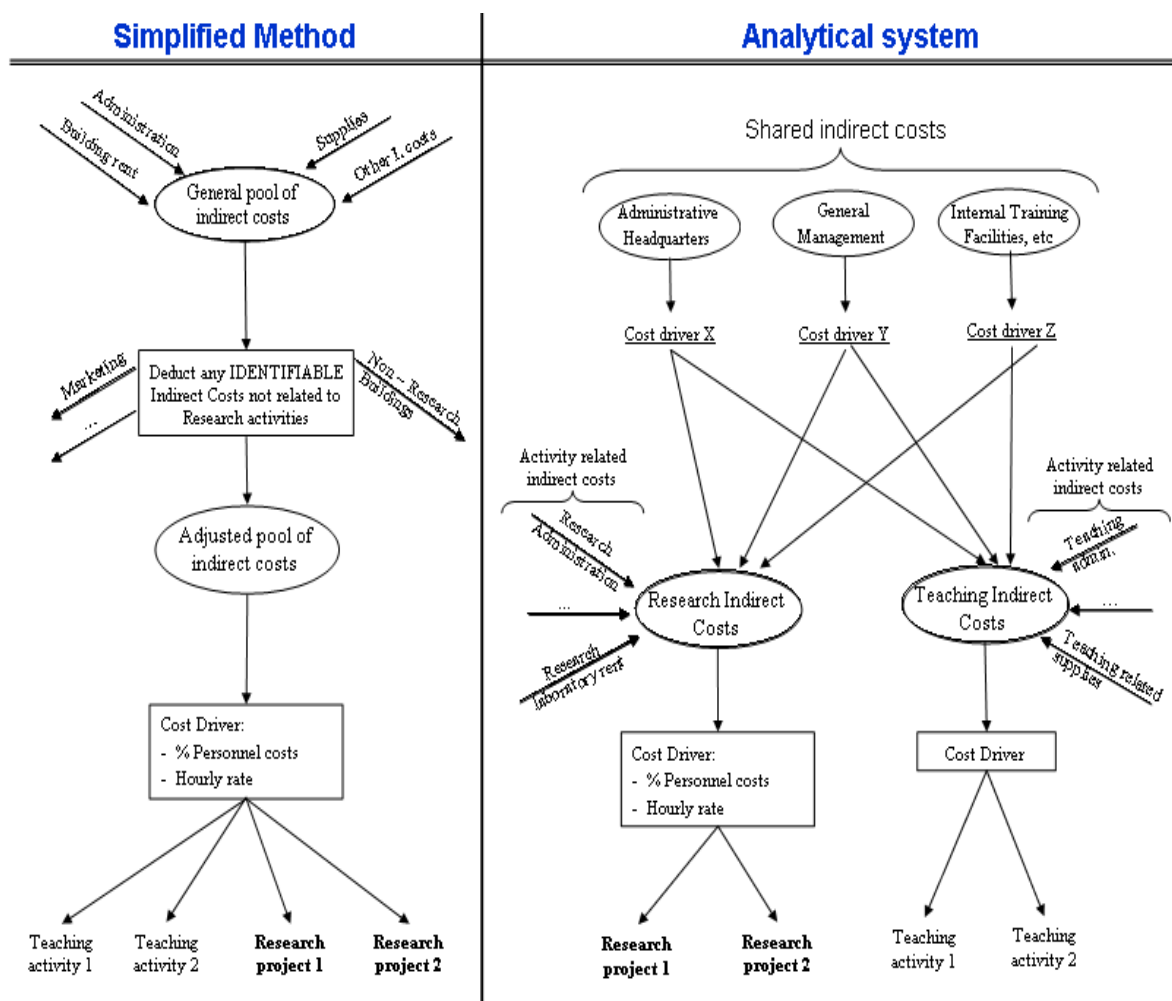 Simplified Method
Administration
Building rent
Supplies
Other I. costs
General pool of
indirect costs
Marketing
...
Deduct any IDENTIFIABLE
Indirect Costs not related to
Research activities
Non – Research
Buildings
Adjusted pool of
indirect costs
Cost Driver:
- % Personnel costs
- Hourly rate
Teaching
activity 1
Teaching
activity 2
Research
project 1
Research
project 2
Analytical system
Shared indirect costs
Administrative
Headquarters
General
Management
Internal Training
Facilities, etc
Cost driver X
Cost driver Y
Cost driver Z
Activity related
indirect costs
Research
Administration
...
Research
laboratory rent
Research Indirect
Costs
Activity related
indirect costs
Teaching
admin.
...
Teaching related
supplies
Teaching Indirect
Costs
Cost Driver:
- % Personnel costs
- Hourly rate
Cost Driver
Research
project 1
Research
project 2
Teaching
activity 1
Teaching
activity 2